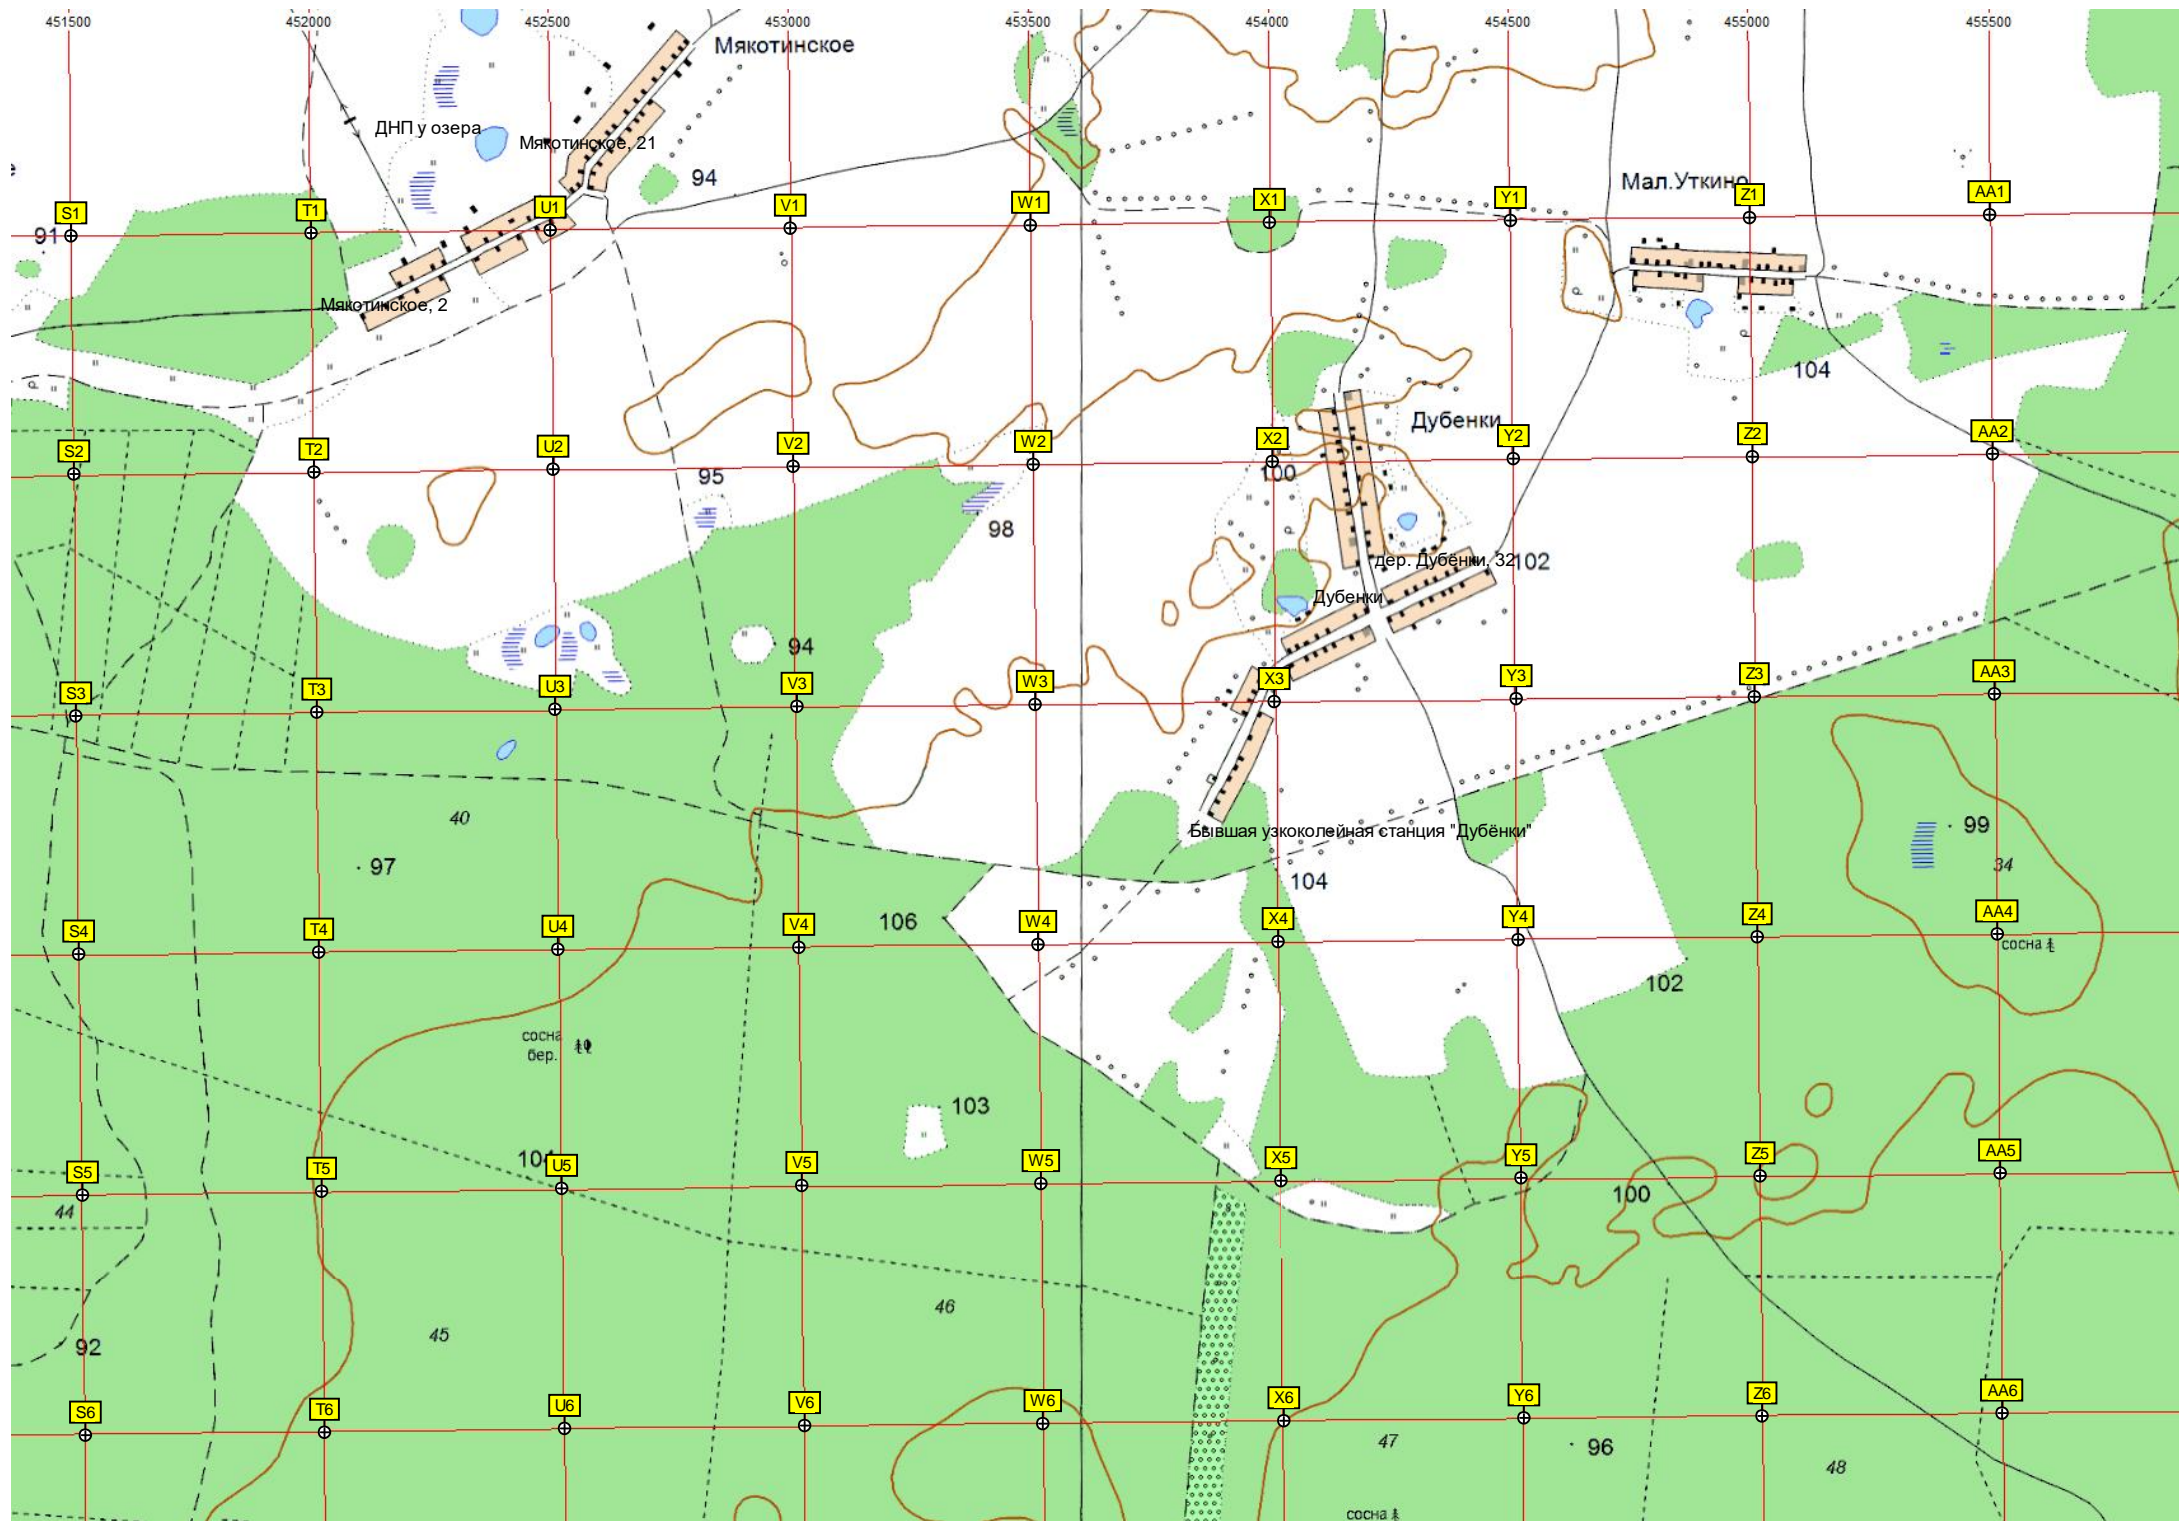 451500 452000 452500 453000 453500 454000 454500 455000 455500
Мякотинское
ДНП у озера
Мякотинское, 21
94
Мал.Уткино
S1 T1 U1 V1 W1 X1 Y1 Z1 AA1
91
Мякотинское, 2
104
Дубенки
S2 T2 U2 V2 W2 X2 Y2 Z2 AA2
95
100
98
дер. Дубёнки, 32
102
Дубенки
94
S3 T3 U3 V3 W3 X3 Y3 Z3 AA3
40
99
Бывшая узкоколейная станция "Дубёнки"
97
34
104
106
S4 T4 U4 V4 W4 X4 Y4 Z4 AA4
сосна
102
сосна
бер.
103
104
S5 T5 U5 V5 W5 X5 Y5 Z5 AA5
100
44
46
45
92
S6 T6 U6 V6 W6 X6 Y6 Z6 AA6
47
96
48
сосна